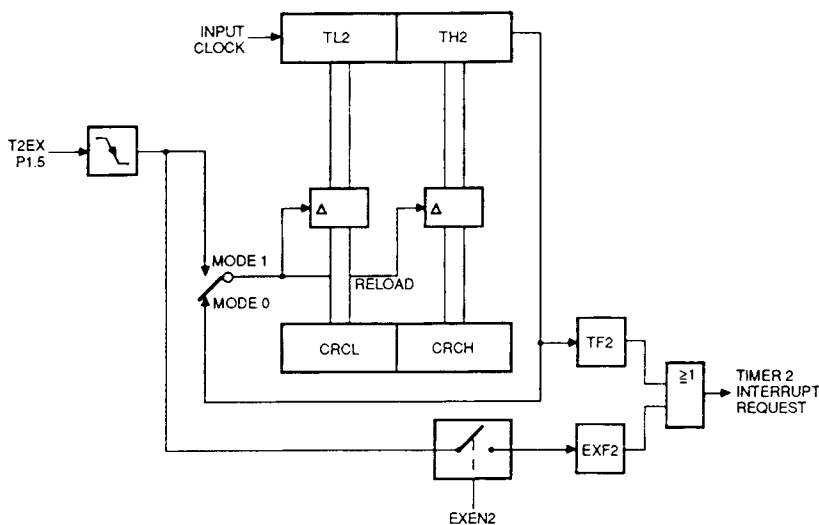 INPUT
CLOCK
TL2
TH2
T2EX
P1.5
Δ
Δ
MODE 1
MODE 0
RELOAD
CRCL
CRCH
TF2
≥1
TIMER 2
INTERRUPT
REQUEST
EXF2
EXEN2